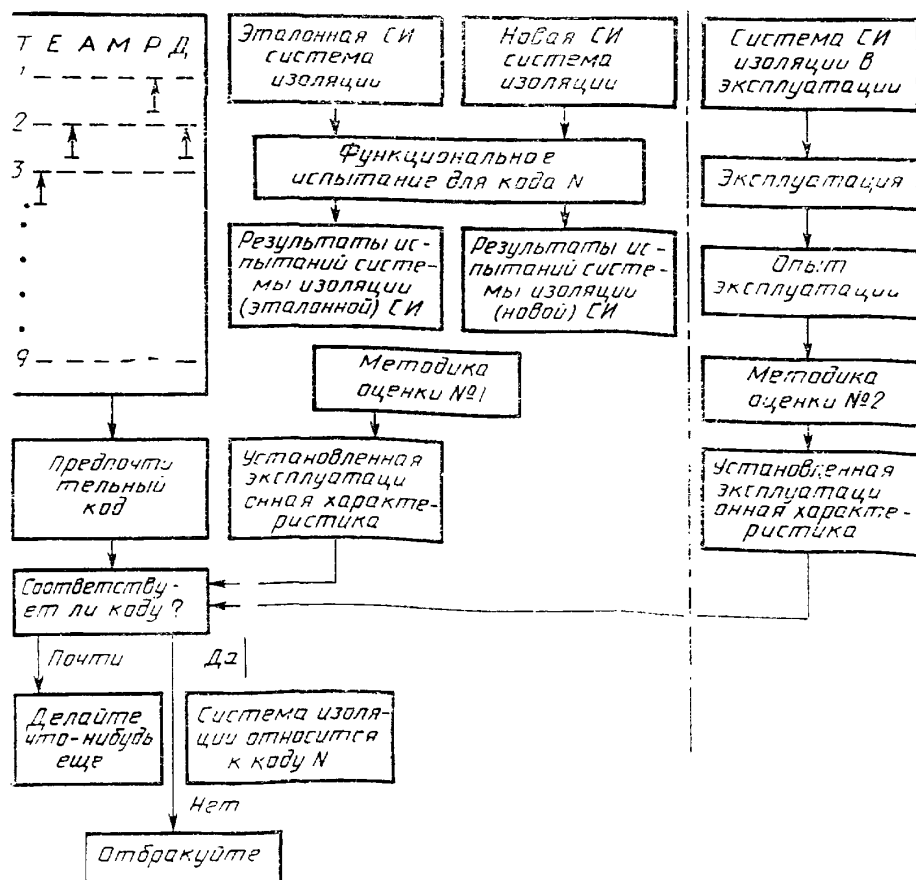 Т Е А М Р Д
1
2
3
9
Эталонная СИ
система
изоляции
Новая СИ
система
изоляции
Система СИ
изоляции в
эксплуатации
Функциональное
испытание для кода N
Эксплуатация
Результаты ис-
пытаний систе-
мы изоляции
(эталонной) СИ
Результаты ис-
пытаний систе-
мы изоляции
(новой) СИ
Опыт
эксплуатации
Методика
оценки №1
Методика
оценки №2
Предпочти
тельный
код
Установленная
эксплуатаци
онная характе-
ристика
Установленная
эксплуатаци
онная характе-
ристика
Соответству-
ет ли коду?
Почти
Да
Делайте
что-нибудь
еще
Система изоля-
ции относится
к коду N
Нет
Отбракуйте